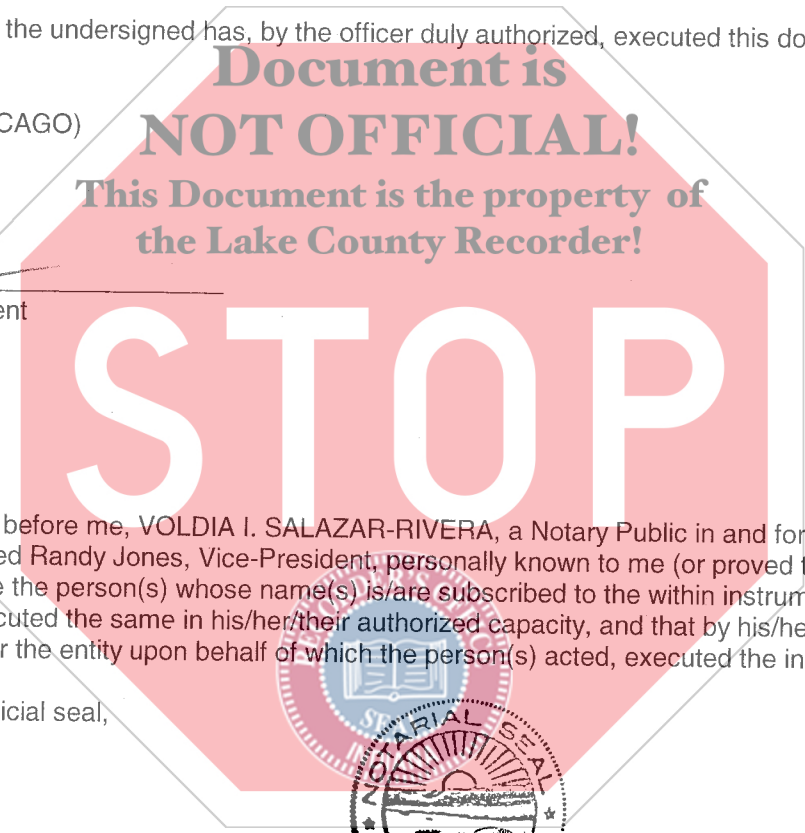 the undersigned has, by the officer duly authorized, executed this do
Document is
CAGO)
NOT OFFICIAL!
This Document is the property of
the Lake County Recorder!
ent
STOP
before me, VOLDIA I. SALAZAR-RIVERA, a Notary Public in and for
ed Randy Jones, Vice-President, personally known to me (or proved t
e the person(s) whose name(s) is/are subscribed to the within instrum
cuted the same in his/her/their authorized capacity, and that by his/he
r the entity upon behalf of which the person(s) acted, executed the in
icial seal,
RECORDER'S OFFICE
SEAL
NOTARIAL SEAL